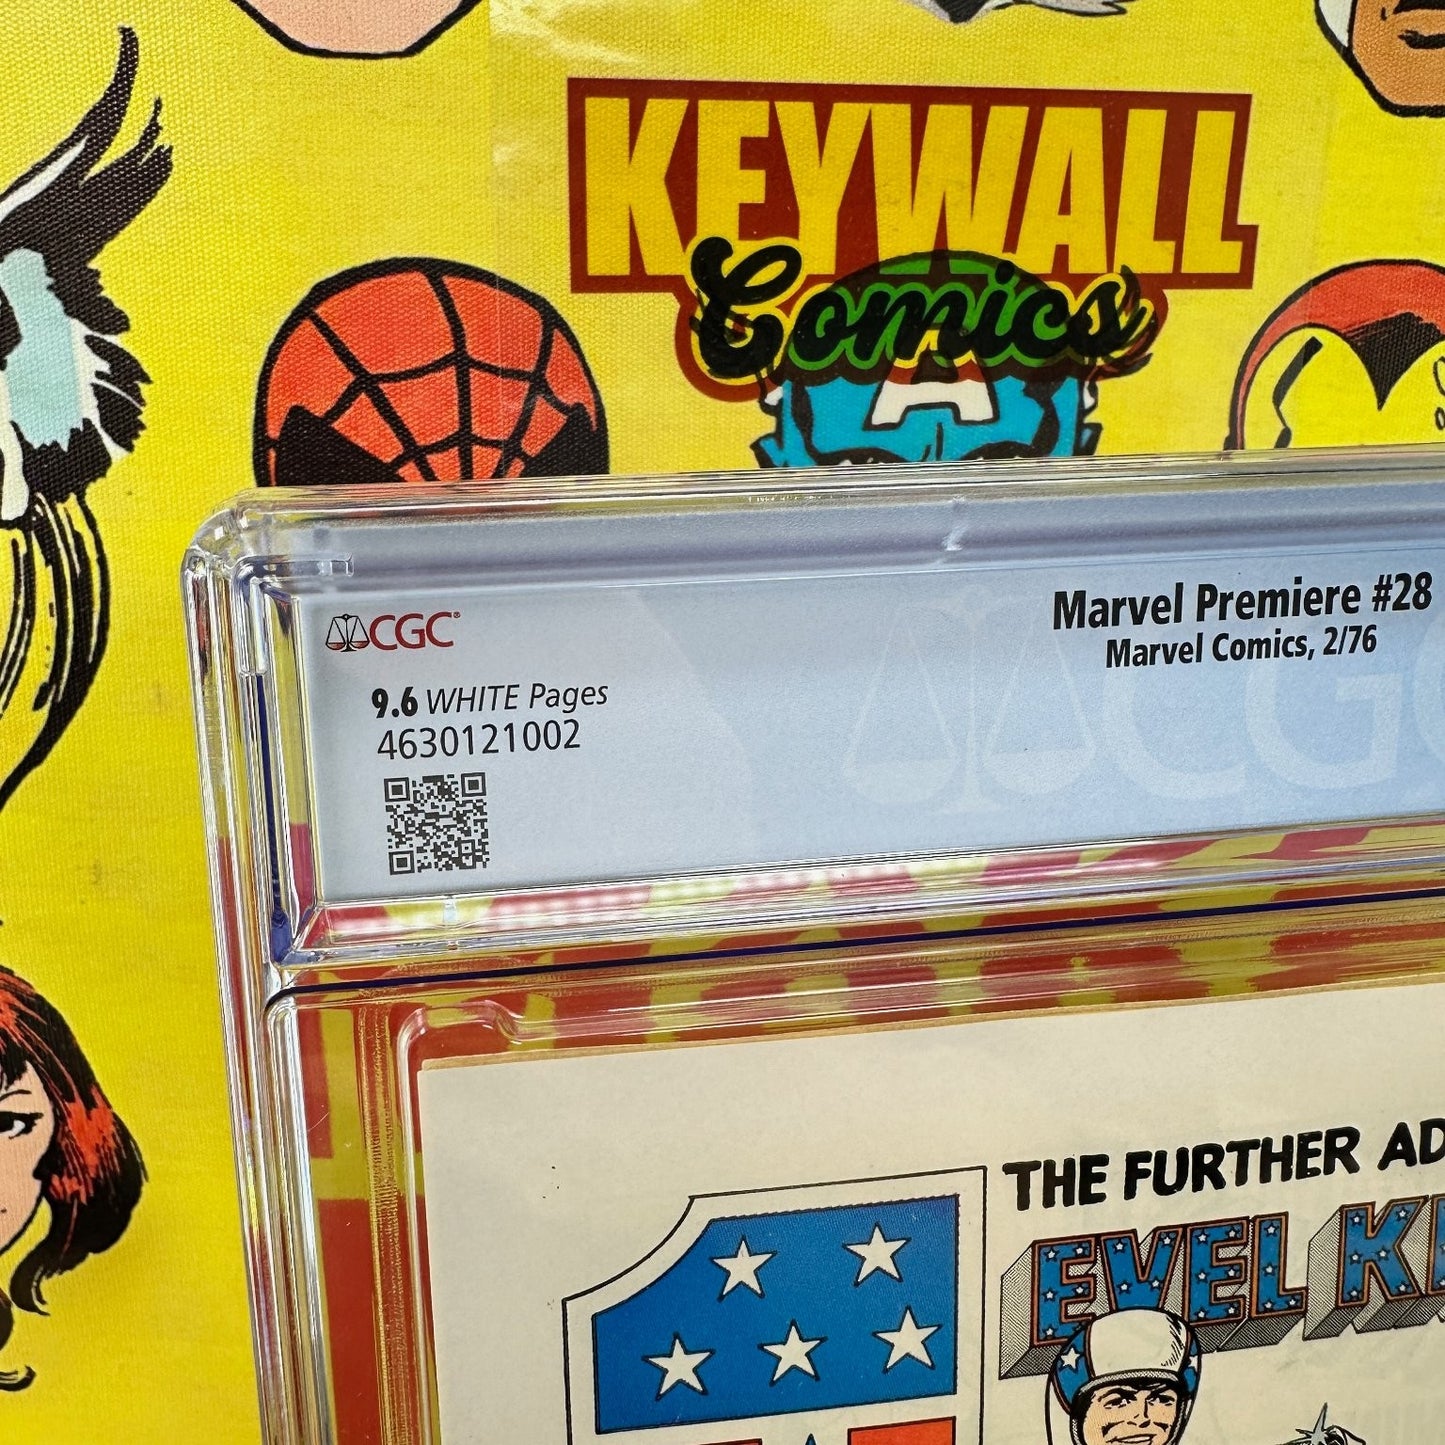 KEYWALL
Comics
A
CGC®
Marvel Premiere #28
Marvel Comics, 2/76
9.6 WHITE Pages
4630121002
CGC
THE FURTHER AD
EVEL K